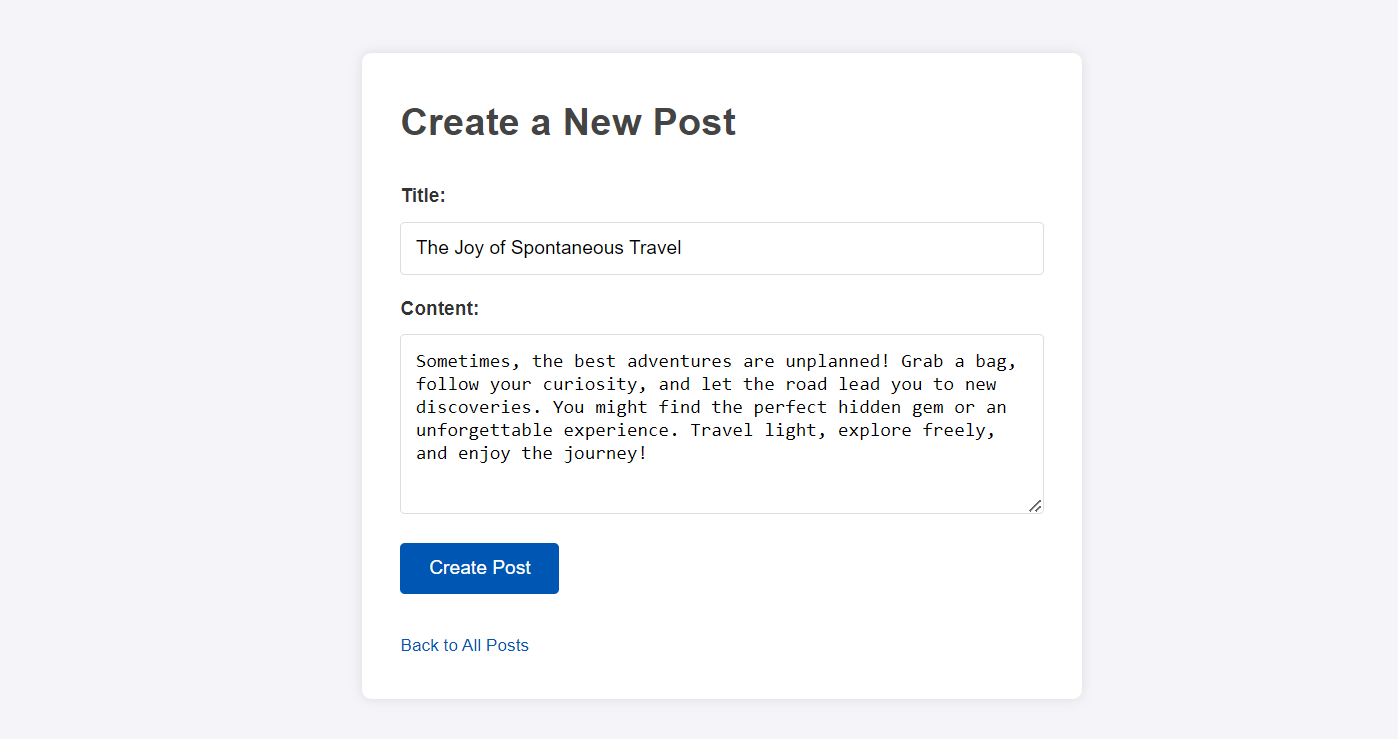 Create a New Post
Title:
The Joy of Spontaneous Travel
Content:
Sometimes, the best adventures are unplanned! Grab a bag,
follow your curiosity, and let the road lead you to new
discoveries. You might find the perfect hidden gem or an
unforgettable experience. Travel light, explore freely,
and enjoy the journey!
Create Post
Back to All Posts